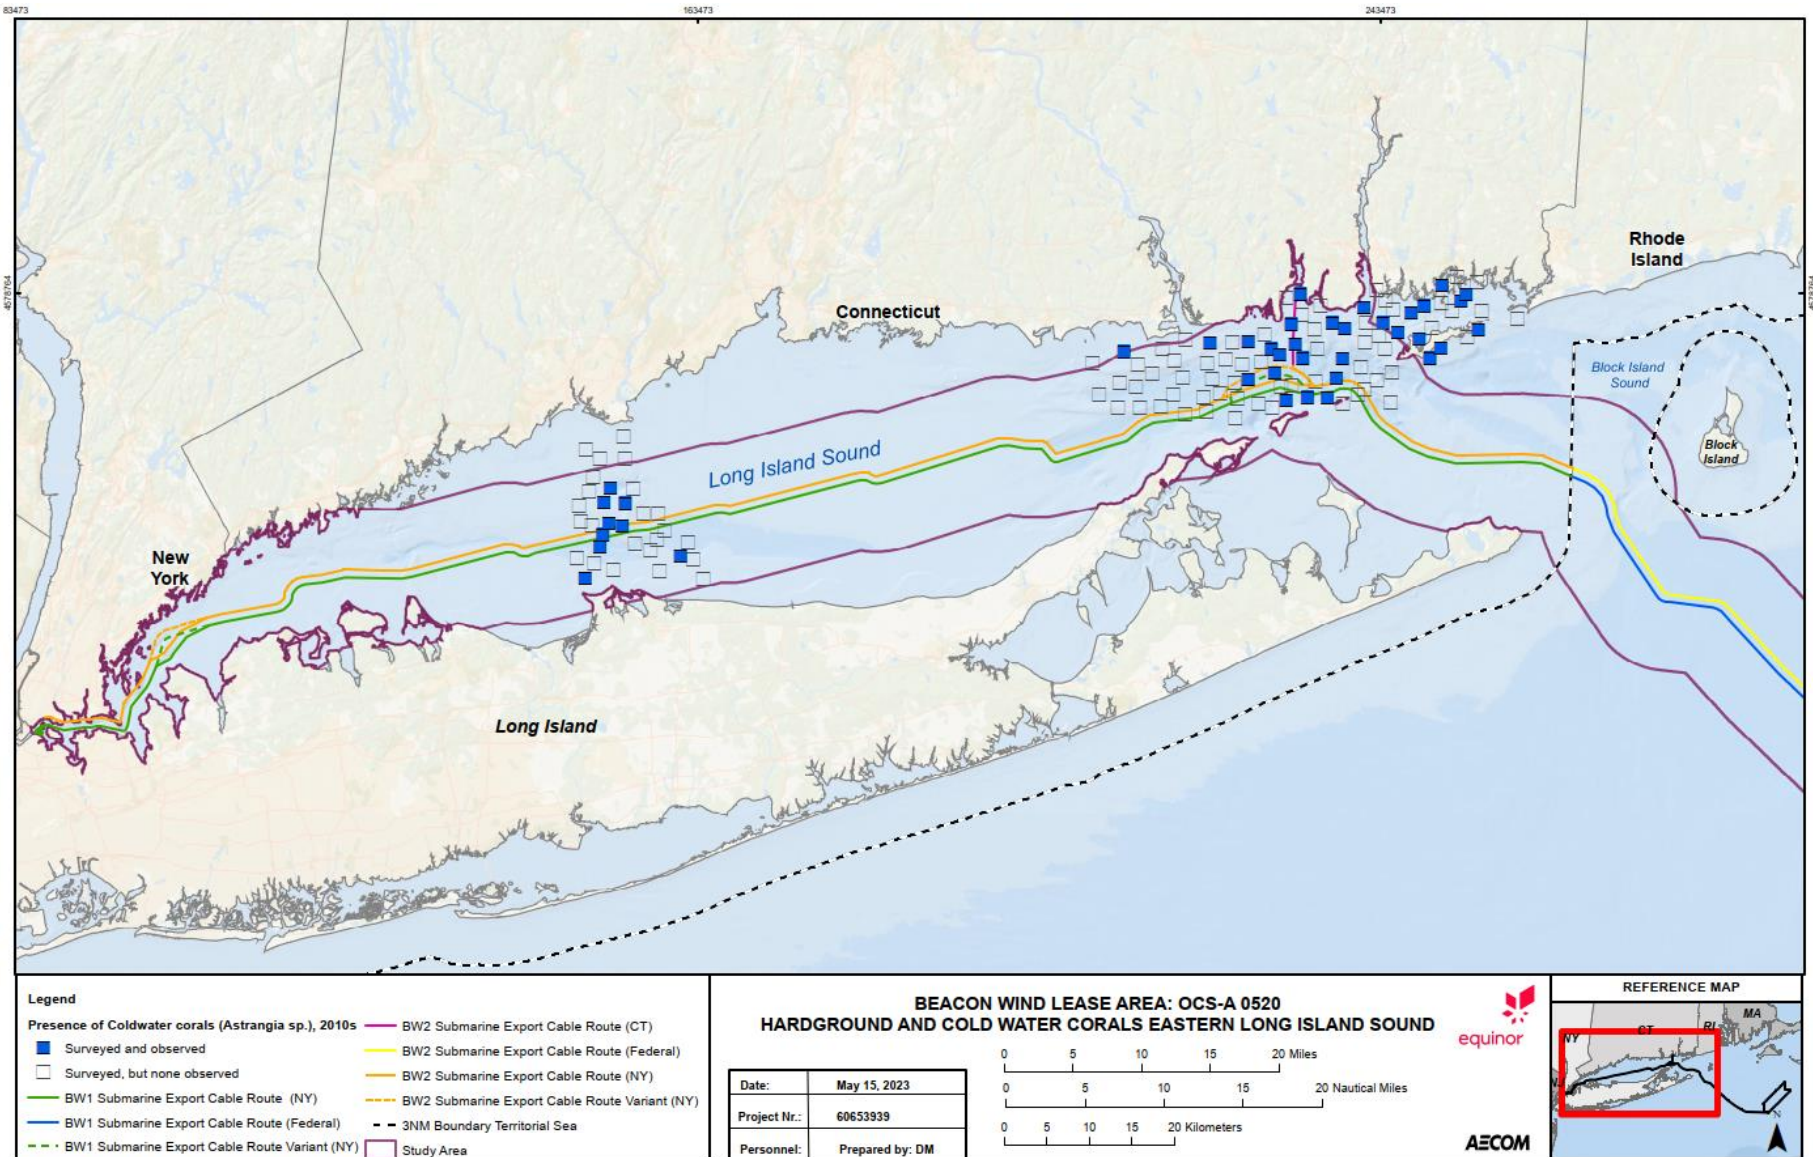 83473
163473
243473
4578764
4578764
Rhode
Island
Connecticut
Block Island
Sound
Block
Island
Long Island Sound
New
York
Long Island
Legend
Presence of Coldwater corals (Astrangia sp.), 2010s
Surveyed and observed
Surveyed, but none observed
BW1 Submarine Export Cable Route (NY)
BW1 Submarine Export Cable Route (Federal)
BW1 Submarine Export Cable Route Variant (NY)
BW2 Submarine Export Cable Route (CT)
BW2 Submarine Export Cable Route (Federal)
BW2 Submarine Export Cable Route (NY)
BW2 Submarine Export Cable Route Variant (NY)
3NM Boundary Territorial Sea
Study Area
BEACON WIND LEASE AREA: OCS-A 0520
HARDGROUND AND COLD WATER CORALS EASTERN LONG ISLAND SOUND
Date: May 15, 2023
Project Nr.: 60653939
Personnel: Prepared by: DM
0 5 10 15 20 Miles
0 5 10 15 20 Nautical Miles
0 5 10 15 20 Kilometers
equinor
AECOM
REFERENCE MAP
NY
CT
RI
MA
N